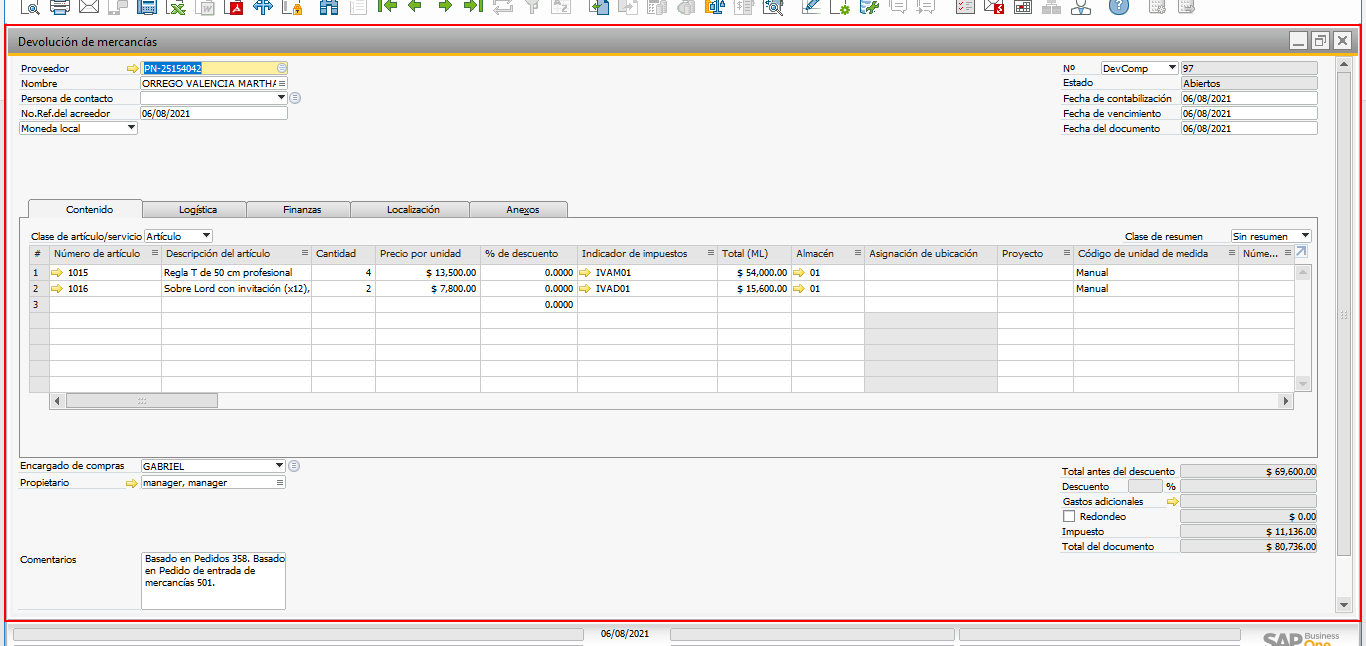 Devolución de mercancías
Proveedor PN-25154042
Nombre ORREGO VALENCIA MARTHA
Persona de contacto
No.Ref.del acreedor 06/08/2021
Moneda local
Nº DevComp 97
Estado Abiertos
Fecha de contabilización 06/08/2021
Fecha de vencimiento 06/08/2021
Fecha del documento 06/08/2021
Contenido Logística Finanzas Localización Anexos
Clase de artículo/servicio Artículo Clase de resumen Sin resumen
# Número de artículo Descripción del artículo Cantidad Precio por unidad % de descuento Indicador de impuestos Total (ML) Almacén Asignación de ubicación Proyecto Código de unidad de medida Núme...
1 1015 Regla T de 50 cm profesional 4 $ 13,500.00 0.0000 IVAM01 $ 54,000.00 01 Manual
2 1016 Sobre Lord con invitación (x12), 2 $ 7,800.00 0.0000 IVAD01 $ 15,600.00 01 Manual
3 0.0000
Encargado de compras GABRIEL
Propietario manager, manager
Total antes del descuento $ 69,600.00
Descuento %
Gastos adicionales
Redondeo $ 0.00
Impuesto $ 11,136.00
Total del documento $ 80,736.00
Comentarios Basado en Pedidos 358. Basado
en Pedido de entrada de
mercancías 501.
06/08/2021
SAP Business
One